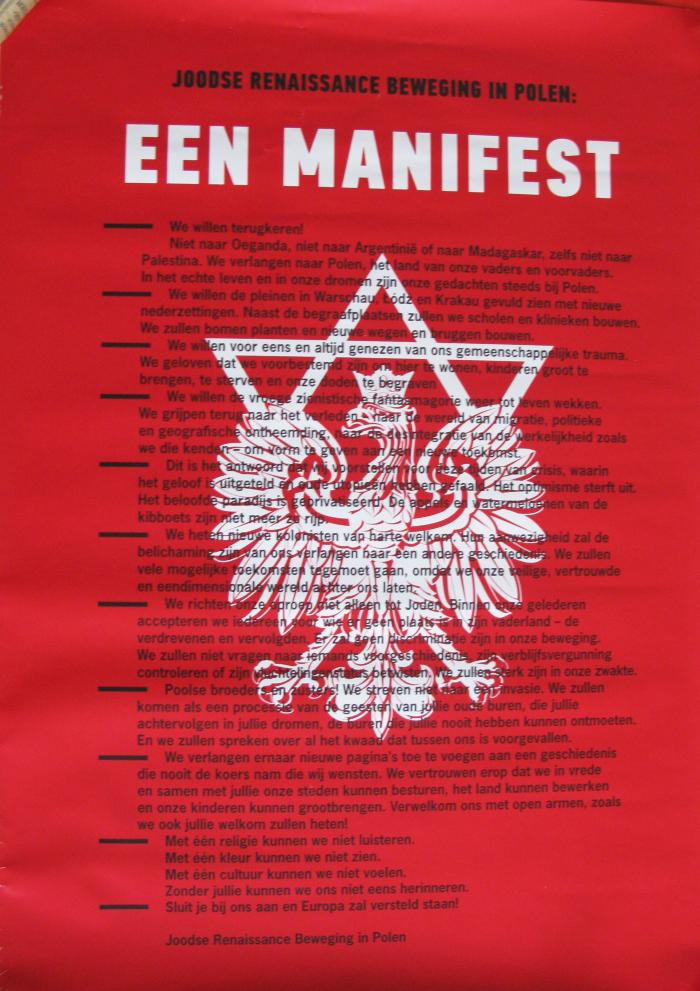 JOODSE RENAISSANCE BEWEGING IN POLEN:
EEN MANIFEST
We willen terugkeren!
Niet naar Oeganda, niet naar Argentinië of naar Madagaskar, zelfs niet naar
Palestina. We verlangen naar Polen, het land van onze vaders en voorvaders.
In het echte leven en in onze dromen zijn onze gedachten steeds bij Polen.
We willen de pleinen in Warschau, Łódź en Krakau gevuld zien met nieuwe
nederzettingen. Naast de begraafplaatsen zullen we scholen en klinieken bouwen.
We zullen bomen planten en nieuwe wegen en bruggen bouwen.
We willen voor eens en altijd genezen van ons gemeenschappelijke trauma.
We geloven dat we voorbestemd zijn om hier te wonen, kinderen groot te
brengen, te sterven en onze doden te begraven
We willen de vroege zionistische fantasmagorie weer tot leven wekken.
We grijpen terug naar het verleden – naar de wereld van migratie, politieke
en geografische ontheemding, naar de desintegratie van de werkelijkheid zoals
we die kenden – om vorm te geven aan een nieuwe toekomst.
Dit is het antwoord dat wij voorstellen voor deze tijden van crisis, waarin
het geloof is uitgeteld en oude utopieën hebben gefaald. Het optimisme sterft uit.
Het beloofde paradijs is geprivatiseerd. De appels en watermeloenen van de
kibboets zijn niet meer zo rijp.
We heten nieuwe kolonisten van harte welkom. Hun aanwezigheid zal de
belichaming zijn van ons verlangen naar een andere geschiedenis. We zullen
vele mogelijke toekomsten tegemoet gaan, omdat we onze veilige, vertrouwde
en eendimensionale wereld achter ons laten.
We richten onze oproep niet alleen tot Joden. Binnen onze gelederen
accepteren we iedereen voor wie er geen plaats is in zijn vaderland – de
verdrevenen en vervolgden. Er zal geen discriminatie zijn in onze beweging.
We zullen niet vragen naar iemands voorgeschiedenis, zijn verblijfsvergunning
controleren of zijn vluchtelingenstatus betwisten. We zullen sterk zijn in onze zwakte.
Poolse broeders en zusters! We streven niet naar een invasie. We zullen
komen als een processie van de geesten van jullie oude buren, die jullie
achtervolgen in jullie dromen, de buren die jullie nooit hebben kunnen ontmoeten.
En we zullen spreken over al het kwaad dat tussen ons is voorgevallen.
We verlangen ernaar nieuwe pagina's toe te voegen aan een geschiedenis
die nooit de koers nam die wij wensten. We vertrouwen erop dat we in vrede
en samen met jullie onze steden kunnen besturen, het land kunnen bewerken
en onze kinderen kunnen grootbrengen. Verwelkom ons met open armen, zoals
we ook jullie welkom zullen heten!
Met één religie kunnen we niet luisteren.
Met één kleur kunnen we niet zien.
Met één cultuur kunnen we niet voelen.
Zonder jullie kunnen we ons niet eens herinneren.
Sluit je bij ons aan en Europa zal versteld staan!
Joodse Renaissance Beweging in Polen